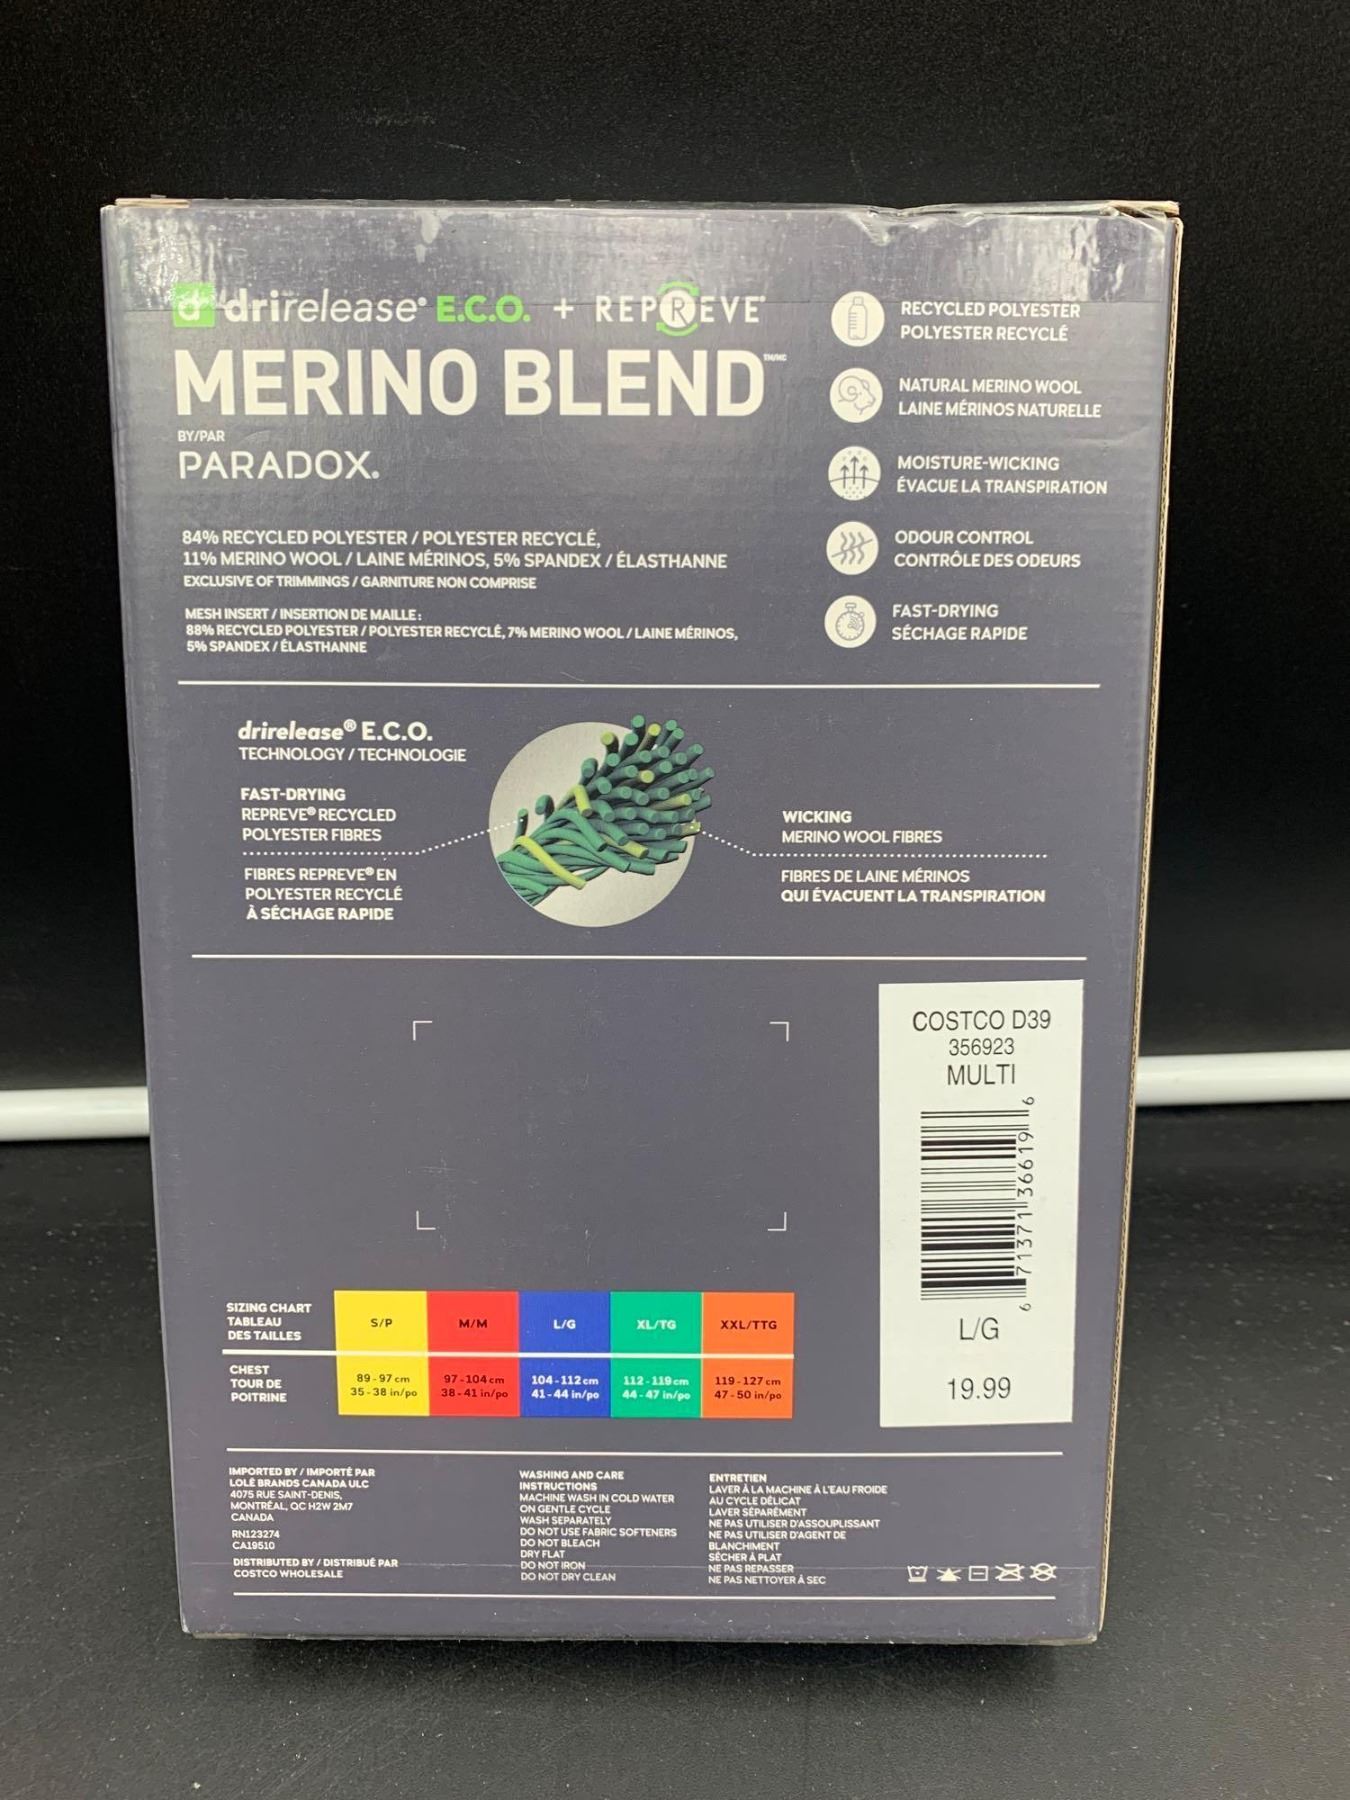 d drirelease® E.C.O. + REPREVE®
MERINO BLEND™/MC
BY/PAR
PARADOX®
RECYCLED POLYESTER
POLYESTER RECYCLÉ
NATURAL MERINO WOOL
LAINE MÉRINOS NATURELLE
MOISTURE-WICKING
ÉVACUE LA TRANSPIRATION
ODOUR CONTROL
CONTRÔLE DES ODEURS
FAST-DRYING
SÉCHAGE RAPIDE
84% RECYCLED POLYESTER / POLYESTER RECYCLÉ,
11% MERINO WOOL / LAINE MÉRINOS, 5% SPANDEX / ÉLASTHANNE
EXCLUSIVE OF TRIMMINGS / GARNITURE NON COMPRISE
MESH INSERT / INSERTION DE MAILLE :
88% RECYCLED POLYESTER / POLYESTER RECYCLÉ, 7% MERINO WOOL / LAINE MÉRINOS,
5% SPANDEX / ÉLASTHANNE
drirelease® E.C.O.
TECHNOLOGY / TECHNOLOGIE
FAST-DRYING
REPREVE® RECYCLED
POLYESTER FIBRES
FIBRES REPREVE® EN
POLYESTER RECYCLÉ
À SÉCHAGE RAPIDE
WICKING
MERINO WOOL FIBRES
FIBRES DE LAINE MÉRINOS
QUI ÉVACUENT LA TRANSPIRATION
COSTCO D39
356923
MULTI
6 71371 36619 6
L/G
19.99
SIZING CHART
TABLEAU
DES TAILLES
S/P M/M L/G XL/TG XXL/TTG
CHEST
TOUR DE
POITRINE
89 - 97 cm 97 - 104 cm 104 - 112 cm 112 - 119 cm 119 - 127 cm
35 - 38 in/po 38 - 41 in/po 41 - 44 in/po 44 - 47 in/po 47 - 50 in/po
IMPORTED BY / IMPORTÉ PAR
LOLË BRANDS CANADA ULC
4075 RUE SAINT-DENIS,
MONTRÉAL, QC H2W 2M7
CANADA
RN123274
CA19510
DISTRIBUTED BY / DISTRIBUÉ PAR
COSTCO WHOLESALE
WASHING AND CARE
INSTRUCTIONS
MACHINE WASH IN COLD WATER
ON GENTLE CYCLE
WASH SEPARATELY
DO NOT USE FABRIC SOFTENERS
DO NOT BLEACH
DRY FLAT
DO NOT IRON
DO NOT DRY CLEAN
ENTRETIEN
LAVER À LA MACHINE À L'EAU FROIDE
AU CYCLE DÉLICAT
LAVER SÉPARÉMENT
NE PAS UTILISER D'ASSOUPLISSANT
NE PAS UTILISER D'AGENT DE
BLANCHIMENT
SÉCHER À PLAT
NE PAS REPASSER
NE PAS NETTOYER À SEC